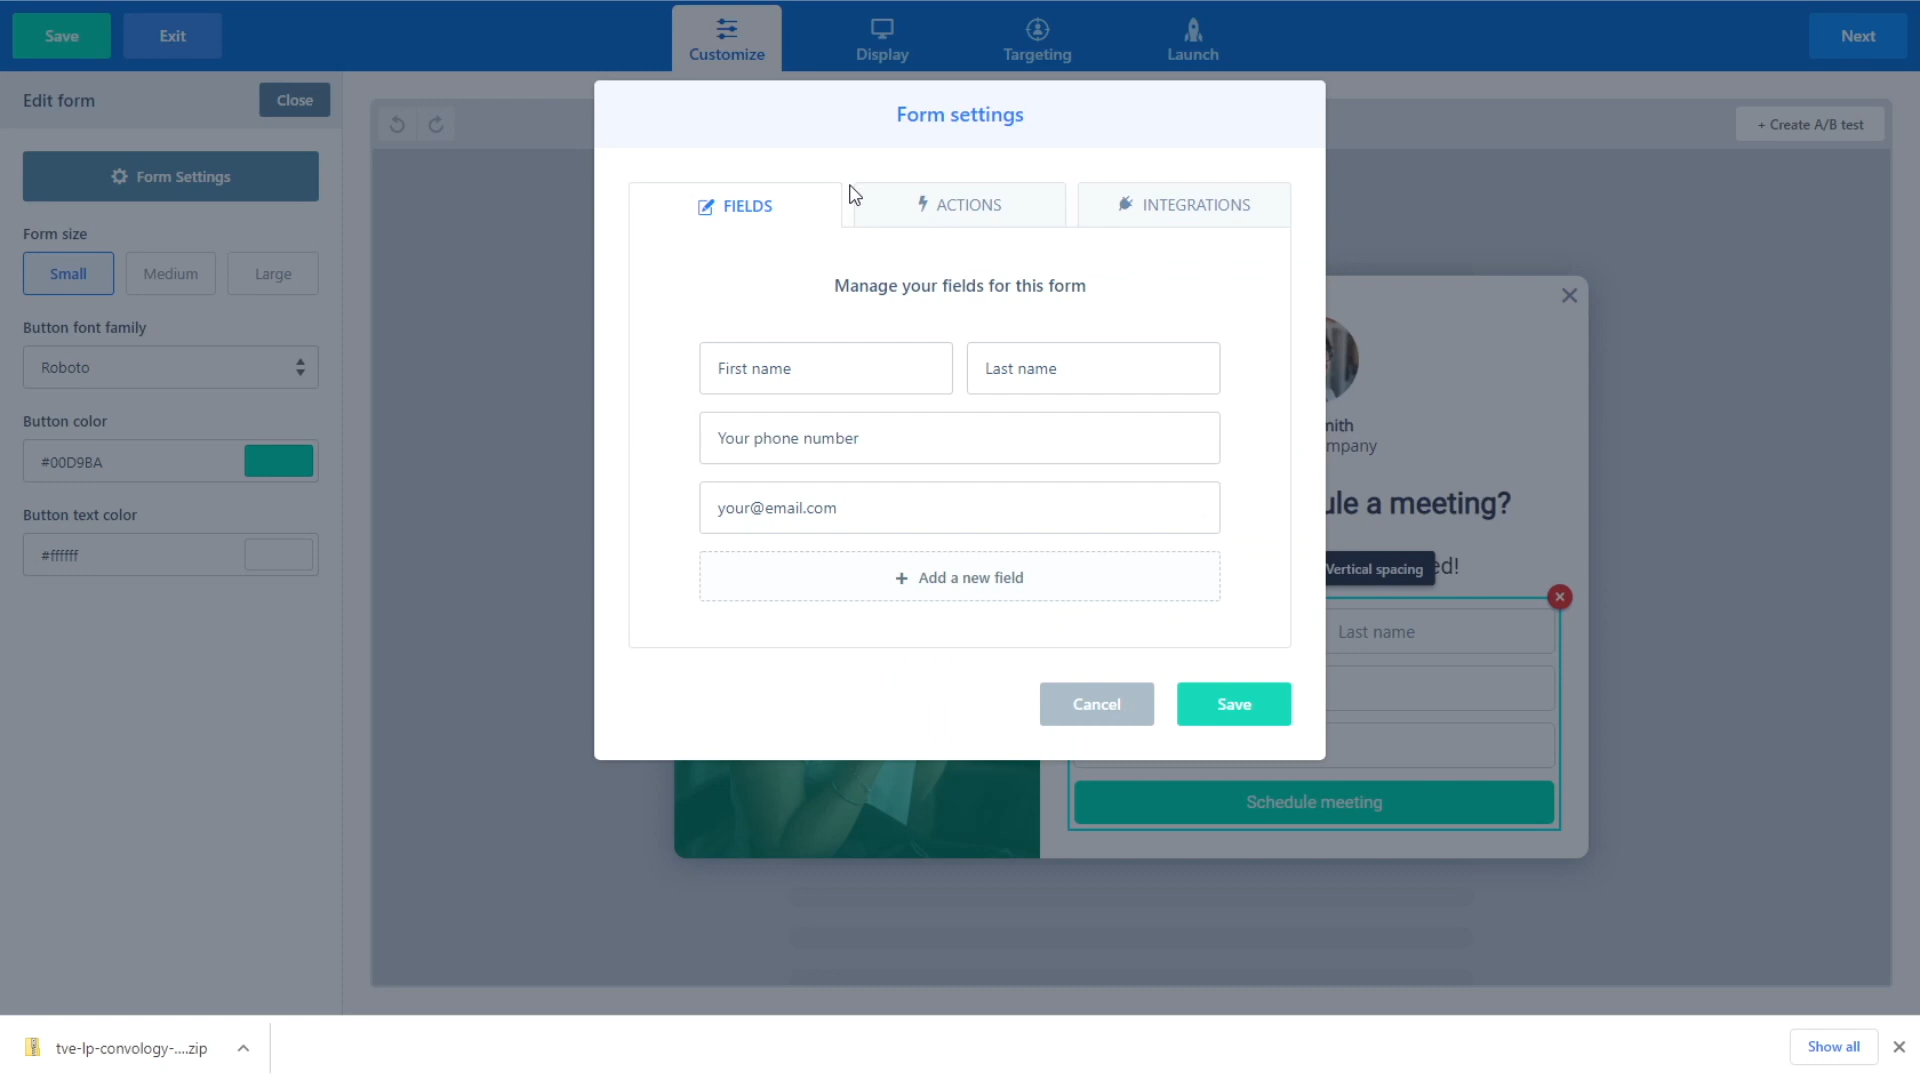 Save
Exit
Customize
Display
Targeting
Launch
Next
Edit form
Close
Form settings
+ Create A/B test
Form Settings
FIELDS
ACTIONS
INTEGRATIONS
Form size
Small
Medium
Large
Manage your fields for this form
Button font family
Roboto
First name
Last name
Your phone number
your@email.com
+ Add a new field
Button color
#00D9BA
Button text color
#ffffff
nith
mpany
ule a meeting?
Vertical spacing
ed!
Last name
Cancel
Save
Schedule meeting
tve-lp-convology-....zip
Show all